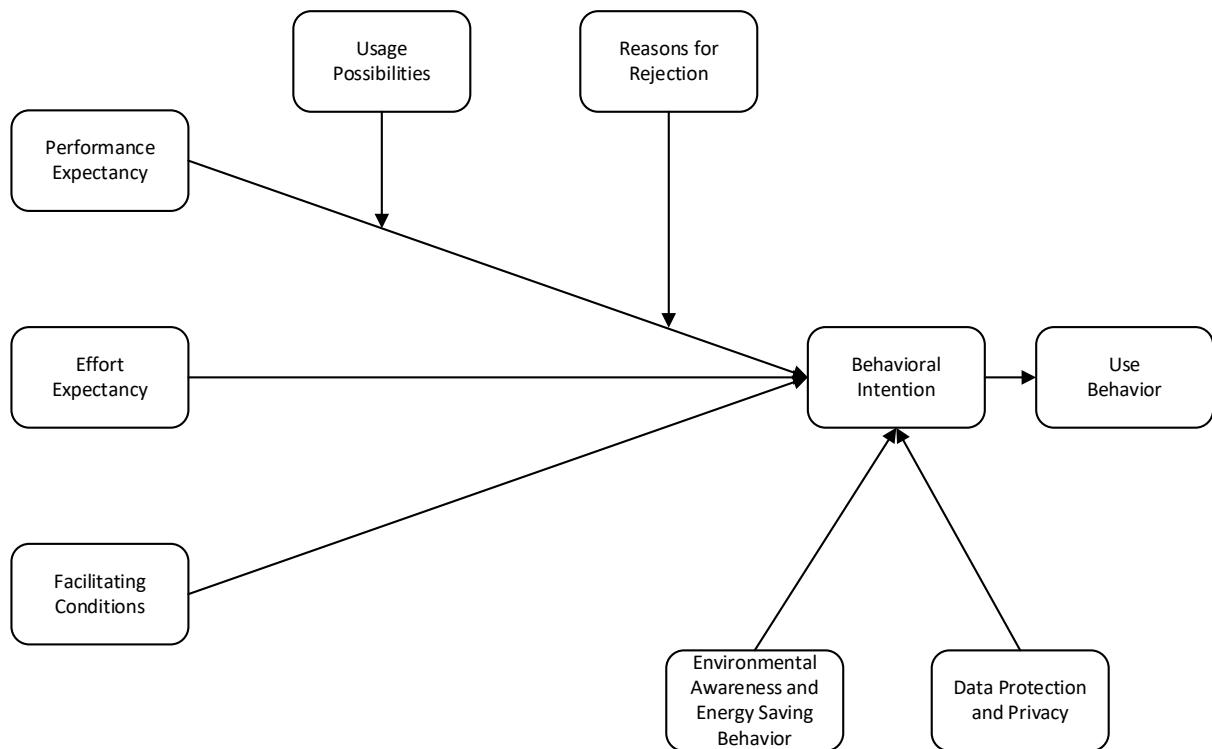 Usage
Possibilities
Reasons for
Rejection
Performance
Expectancy
Effort
Expectancy
Behavioral
Intention
Use
Behavior
Facilitating
Conditions
Environmental
Awareness and
Energy Saving
Behavior
Data Protection
and Privacy